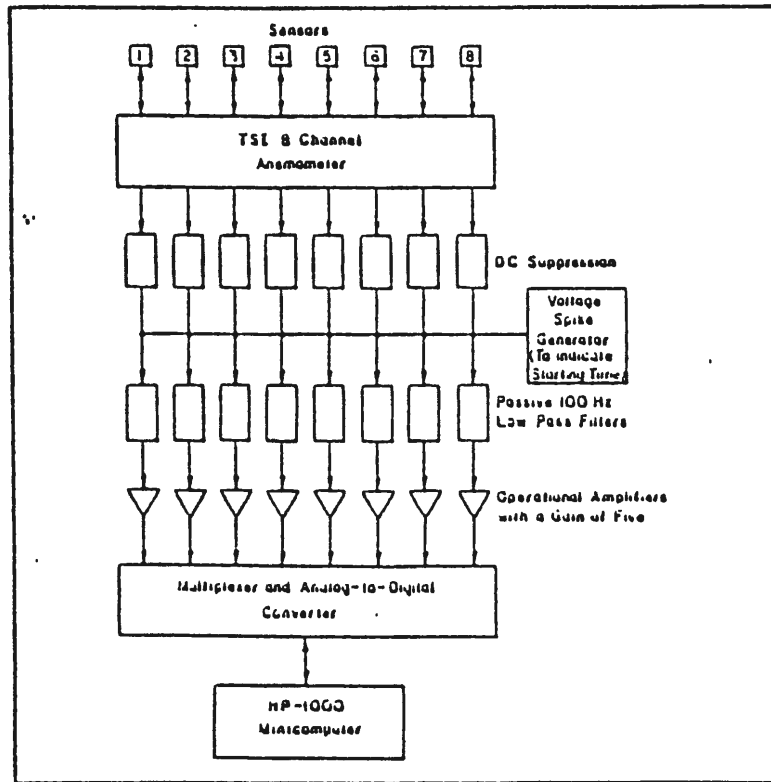 Sensors
1 2 3 4 5 6 7 8
TSI 8 Channel
Anemometer
DC Suppression
Voltage
Spike
Generator
(To indicate
Starting Time)
Passive 100 Hz
Low Pass Filters
Operational Amplifiers
with a Gain of Five
Multiplexer and Analog-to-Digital
Converter
HP-1000
Minicomputer